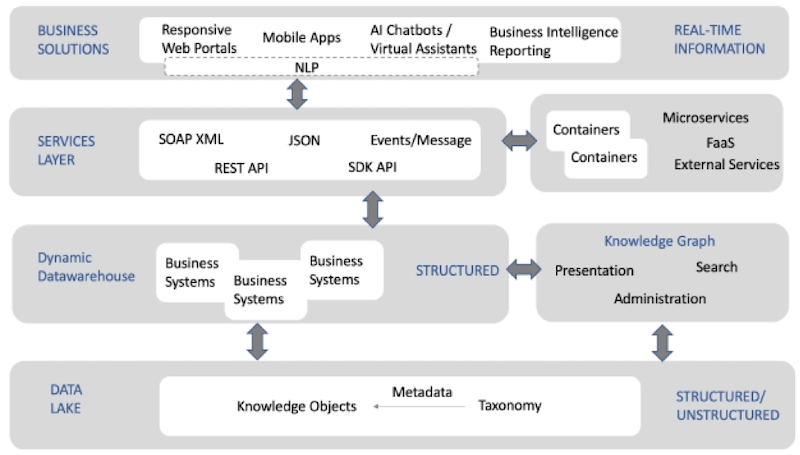 BUSINESS
SOLUTIONS
Responsive
Web Portals
Mobile Apps
AI Chatbots /
Virtual Assistants
Business Intelligence
Reporting
REAL-TIME
INFORMATION
NLP
SERVICES
LAYER
SOAP XML
JSON
Events/Message
REST API
SDK API
Containers
Containers
Microservices
FaaS
External Services
Dynamic
Datawarehouse
Business
Systems
Business
Systems
Business
Systems
STRUCTURED
Knowledge Graph
Presentation
Search
Administration
DATA
LAKE
Knowledge Objects
Metadata
Taxonomy
STRUCTURED/
UNSTRUCTURED